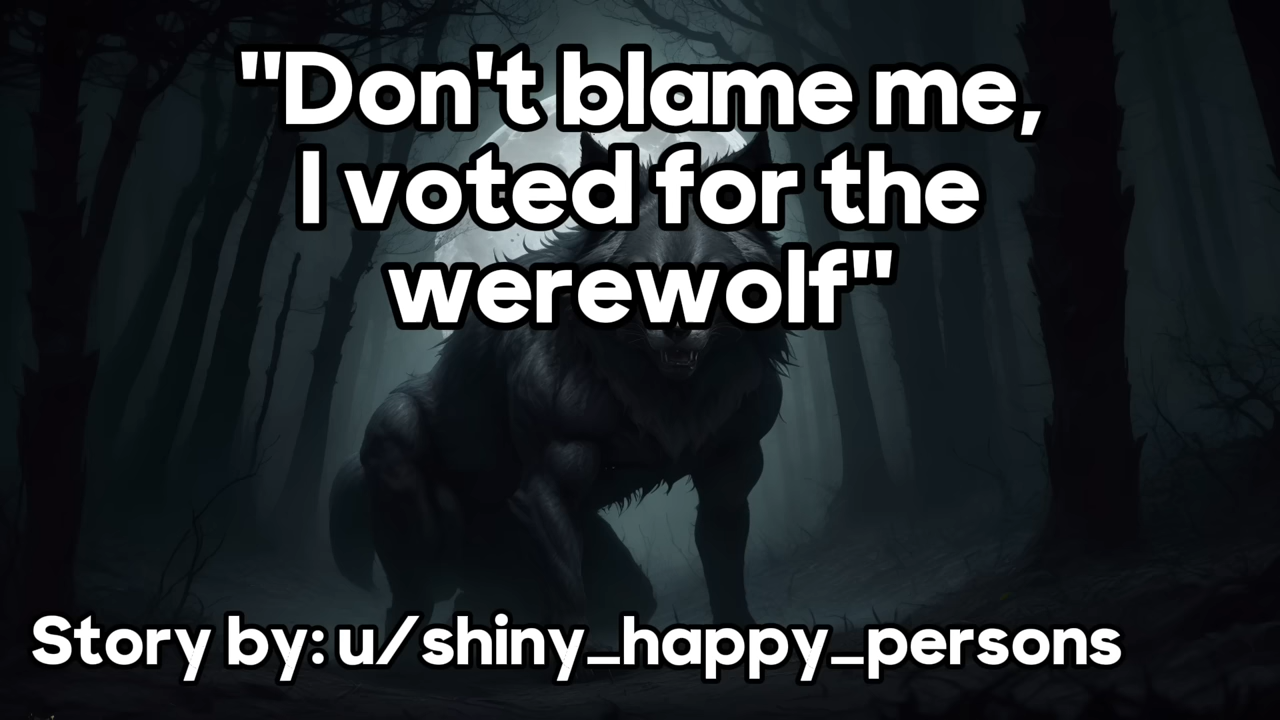 "Don't blame me,
I voted for the
werewolf"
Story by: u/shiny_happy_persons